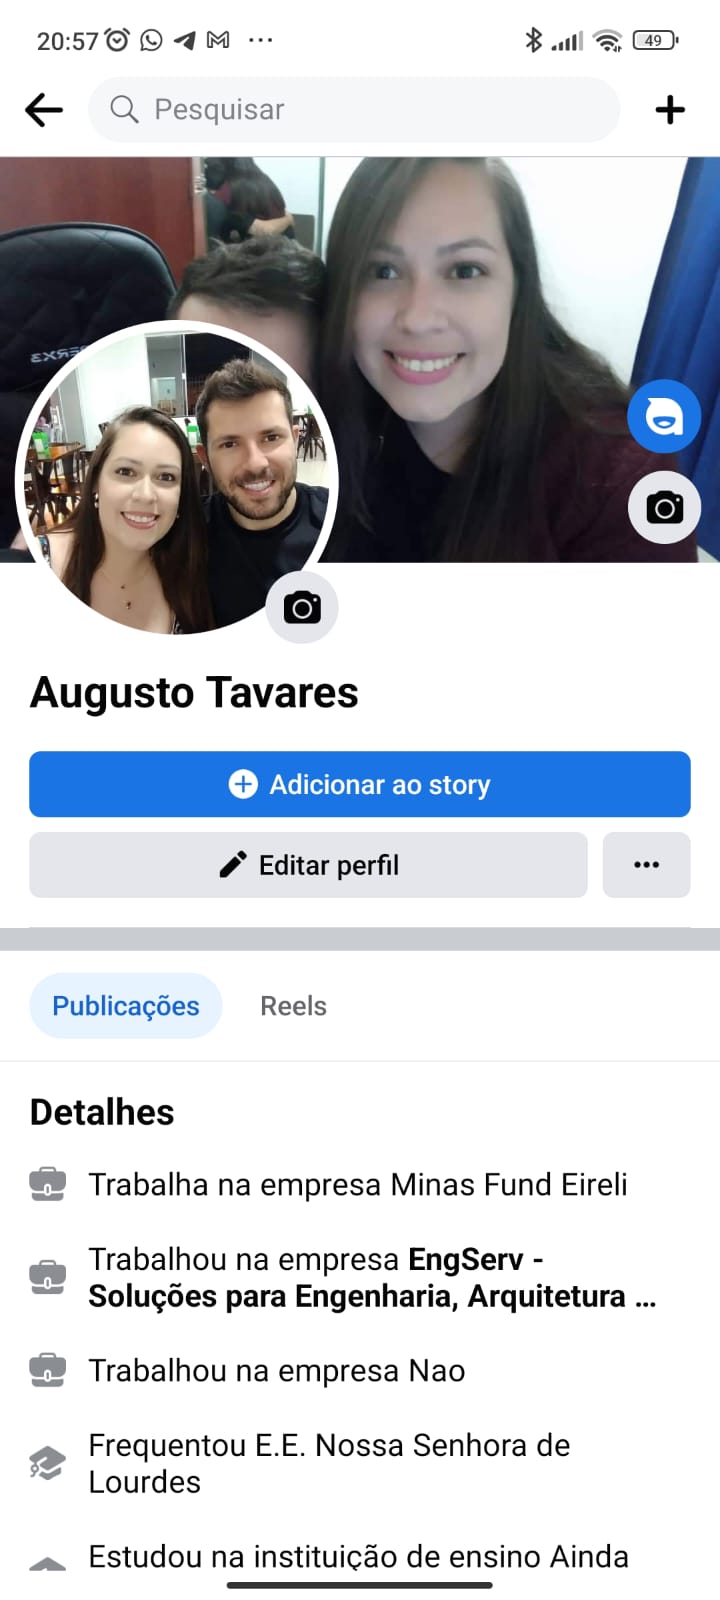 20:57
49
Pesquisar
Augusto Tavares
Adicionar ao story
Editar perfil
Publicações Reels
Detalhes
Trabalha na empresa Minas Fund Eireli
Trabalhou na empresa EngServ -
Soluções para Engenharia, Arquitetura ...
Trabalhou na empresa Nao
Frequentou E.E. Nossa Senhora de
Lourdes
Estudou na instituição de ensino Ainda